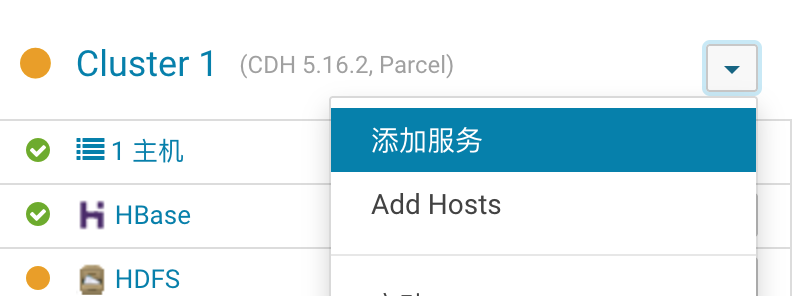 Cluster 1 (CDH 5.16.2, Parcel)
添加服务
1 主机
Add Hosts
HBase
HDFS